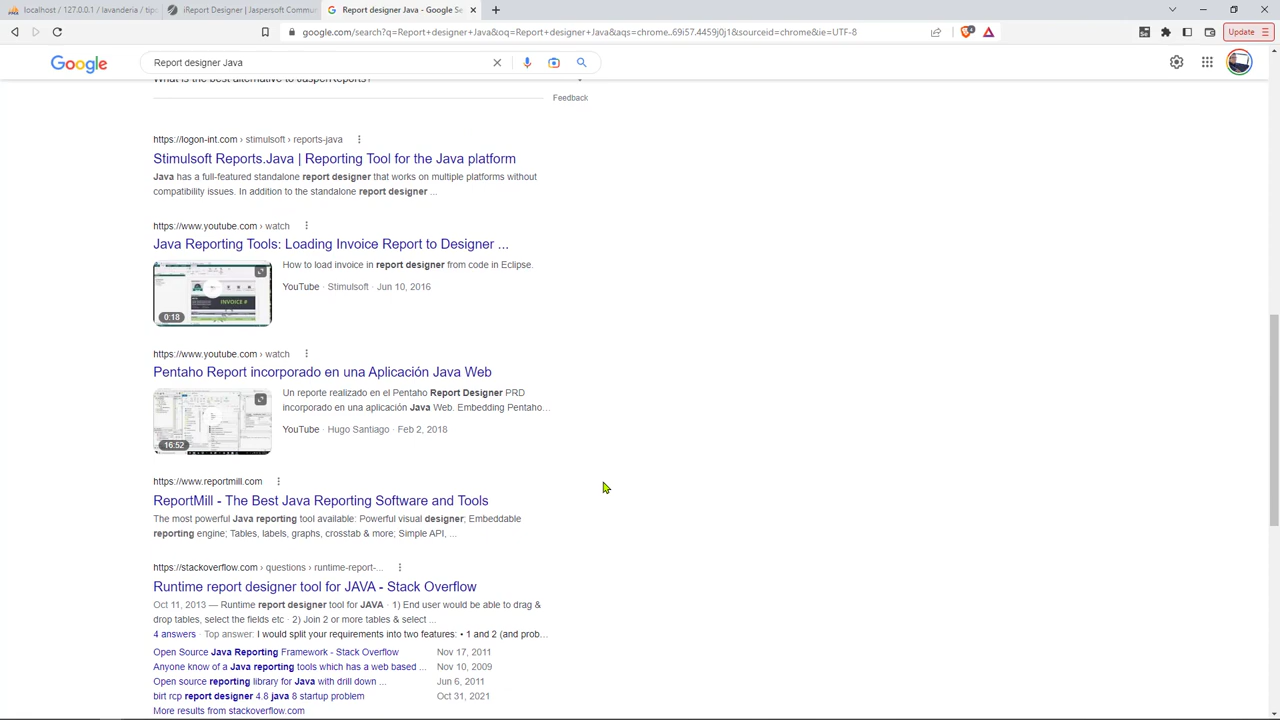 localhost / 127.0.0.1 / lavanderia / tip
iReport Designer | Jaspersoft Commu
Report designer Java - Google Se
google.com/search?q=Report+designer+Java&oq=Report+designer+Java&aqs=chrome..69i57.4459j0j1&sourceid=chrome&ie=UTF-8
Update
Google
Report designer Java
What is the best alternative to JasperReports?
Feedback
https://logon-int.com › stimulsoft › reports-java
Stimulsoft Reports.Java | Reporting Tool for the Java platform
Java has a full-featured standalone report designer that works on multiple platforms without
compatibility issues. In addition to the standalone report designer ...
https://www.youtube.com › watch
Java Reporting Tools: Loading Invoice Report to Designer ...
How to load invoice in report designer from code in Eclipse.
YouTube · Stimulsoft · Jun 10, 2016
INVOICE #
0:18
https://www.youtube.com › watch
Pentaho Report incorporado en una Aplicación Java Web
Un reporte realizado en el Pentaho Report Designer PRD
incorporado en una aplicación Java Web. Embedding Pentaho...
YouTube · Hugo Santiago · Feb 2, 2018
16:52
https://www.reportmill.com
ReportMill - The Best Java Reporting Software and Tools
The most powerful Java reporting tool available: Powerful visual designer; Embeddable
reporting engine; Tables, labels, graphs, crosstab & more; Simple API, ...
https://stackoverflow.com › questions › runtime-report-...
Runtime report designer tool for JAVA - Stack Overflow
Oct 11, 2013 — Runtime report designer tool for JAVA · 1) End user would be able to drag &
drop tables, select the fields etc · 2) Join 2 or more tables & select ...
4 answers · Top answer: I would split your requirements into two features: • 1 and 2 (and prob...
Open Source Java Reporting Framework - Stack Overflow Nov 17, 2011
Anyone know of a Java reporting tools which has a web based ... Nov 10, 2009
Open source reporting library for Java with drill down ... Jun 6, 2011
birt rcp report designer 4.8 java 8 startup problem Oct 31, 2021
More results from stackoverflow.com